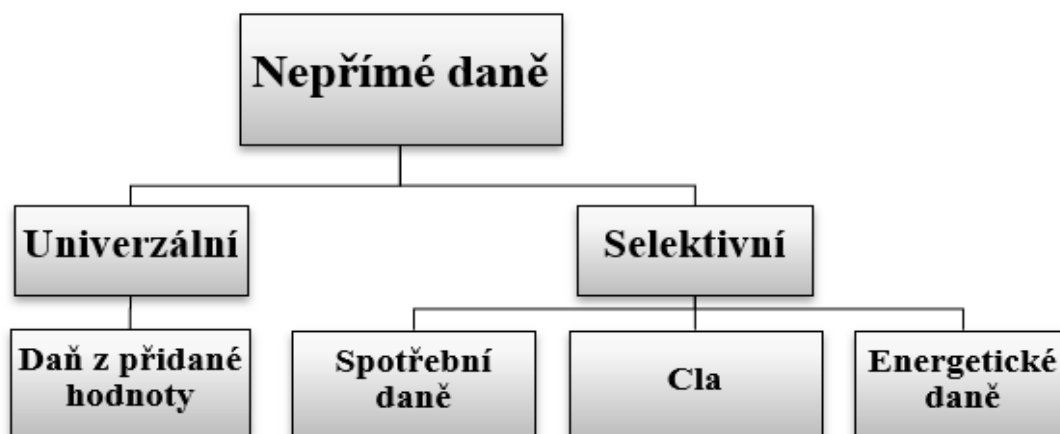 Nepřímé daně
Univerzální
Selektivní
Daň z přidané
hodnoty
Spotřební
daně
Cla
Energetické
daně